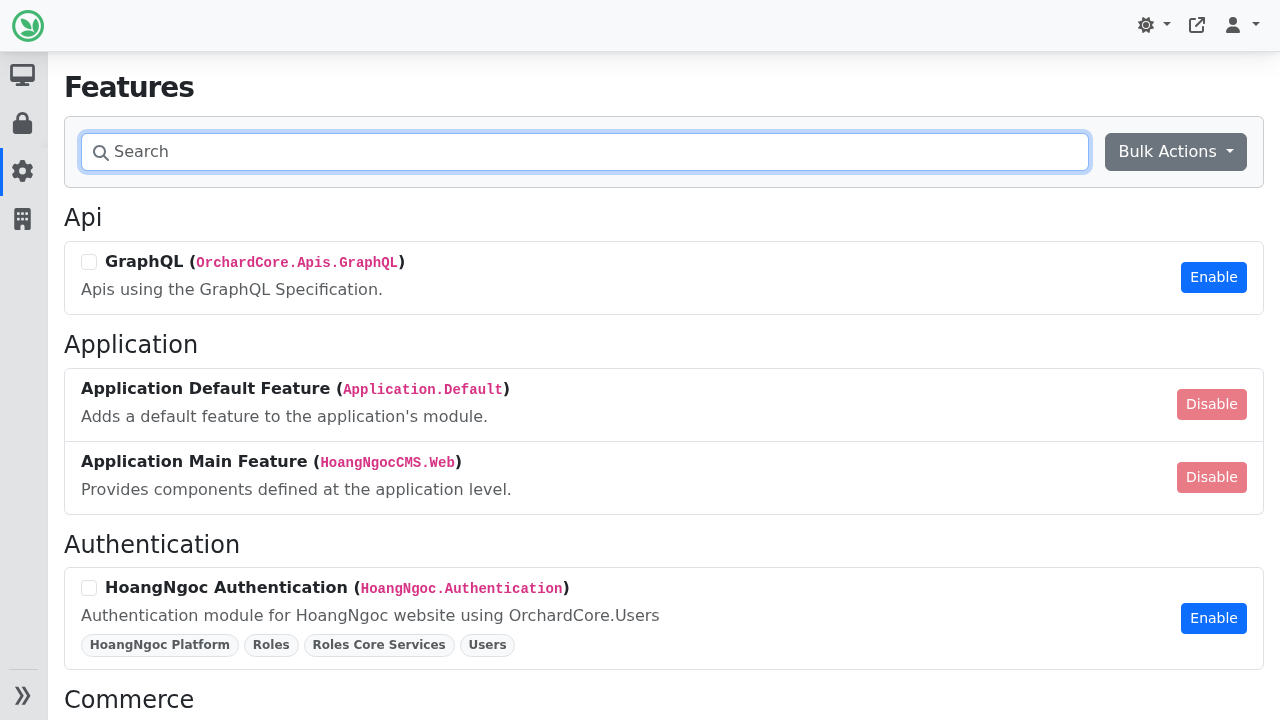 Features
Search
Bulk Actions
Api
GraphQL (OrchardCore.Apis.GraphQL)
Apis using the GraphQL Specification.
Enable
Application
Application Default Feature (Application.Default)
Adds a default feature to the application's module.
Disable
Application Main Feature (HoangNgocCMS.Web)
Provides components defined at the application level.
Disable
Authentication
HoangNgoc Authentication (HoangNgoc.Authentication)
Authentication module for HoangNgoc website using OrchardCore.Users
HoangNgoc Platform Roles Roles Core Services Users
Enable
Commerce